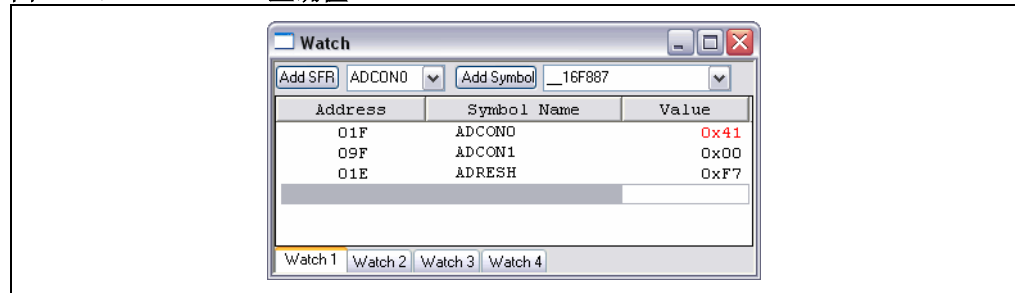 Watch
Add SFR ADCON0 Add Symbol __16F887
Address Symbol Name Value
01F ADCON0 0x41
09F ADCON1 0x00
01E ADRESH 0xF7
Watch 1 Watch 2 Watch 3 Watch 4